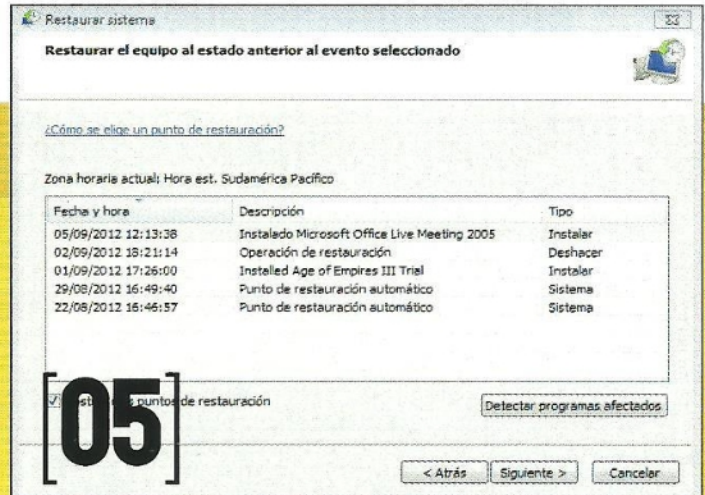 Restaurar sistema
Restaurar el equipo al estado anterior al evento seleccionado
¿Cómo se elige un punto de restauración?
Zona horaria actual: Hora est. Sudamérica Pacífico
Fecha y hora Descripción Tipo
05/09/2012 12:13:38 Instalado Microsoft Office Live Meeting 2005 Instalar
02/09/2012 18:21:14 Operación de restauración Deshacer
01/09/2012 17:26:00 Installed Age of Empires III Trial Instalar
29/08/2012 16:49:40 Punto de restauración automático Sistema
22/08/2012 16:46:57 Punto de restauración automático Sistema
puntos de restauración
Detectar programas afectados
[05]
< Atrás Siguiente > Cancelar